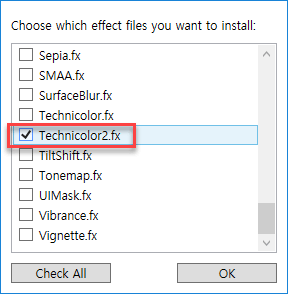 Choose which effect files you want to install:
Sepia.fx
SMAA.fx
SurfaceBlur.fx
Technicolor.fx
Technicolor2.fx
TiltShift.fx
Tonemap.fx
UIMask.fx
Vibrance.fx
Vignette.fx
Check All
OK